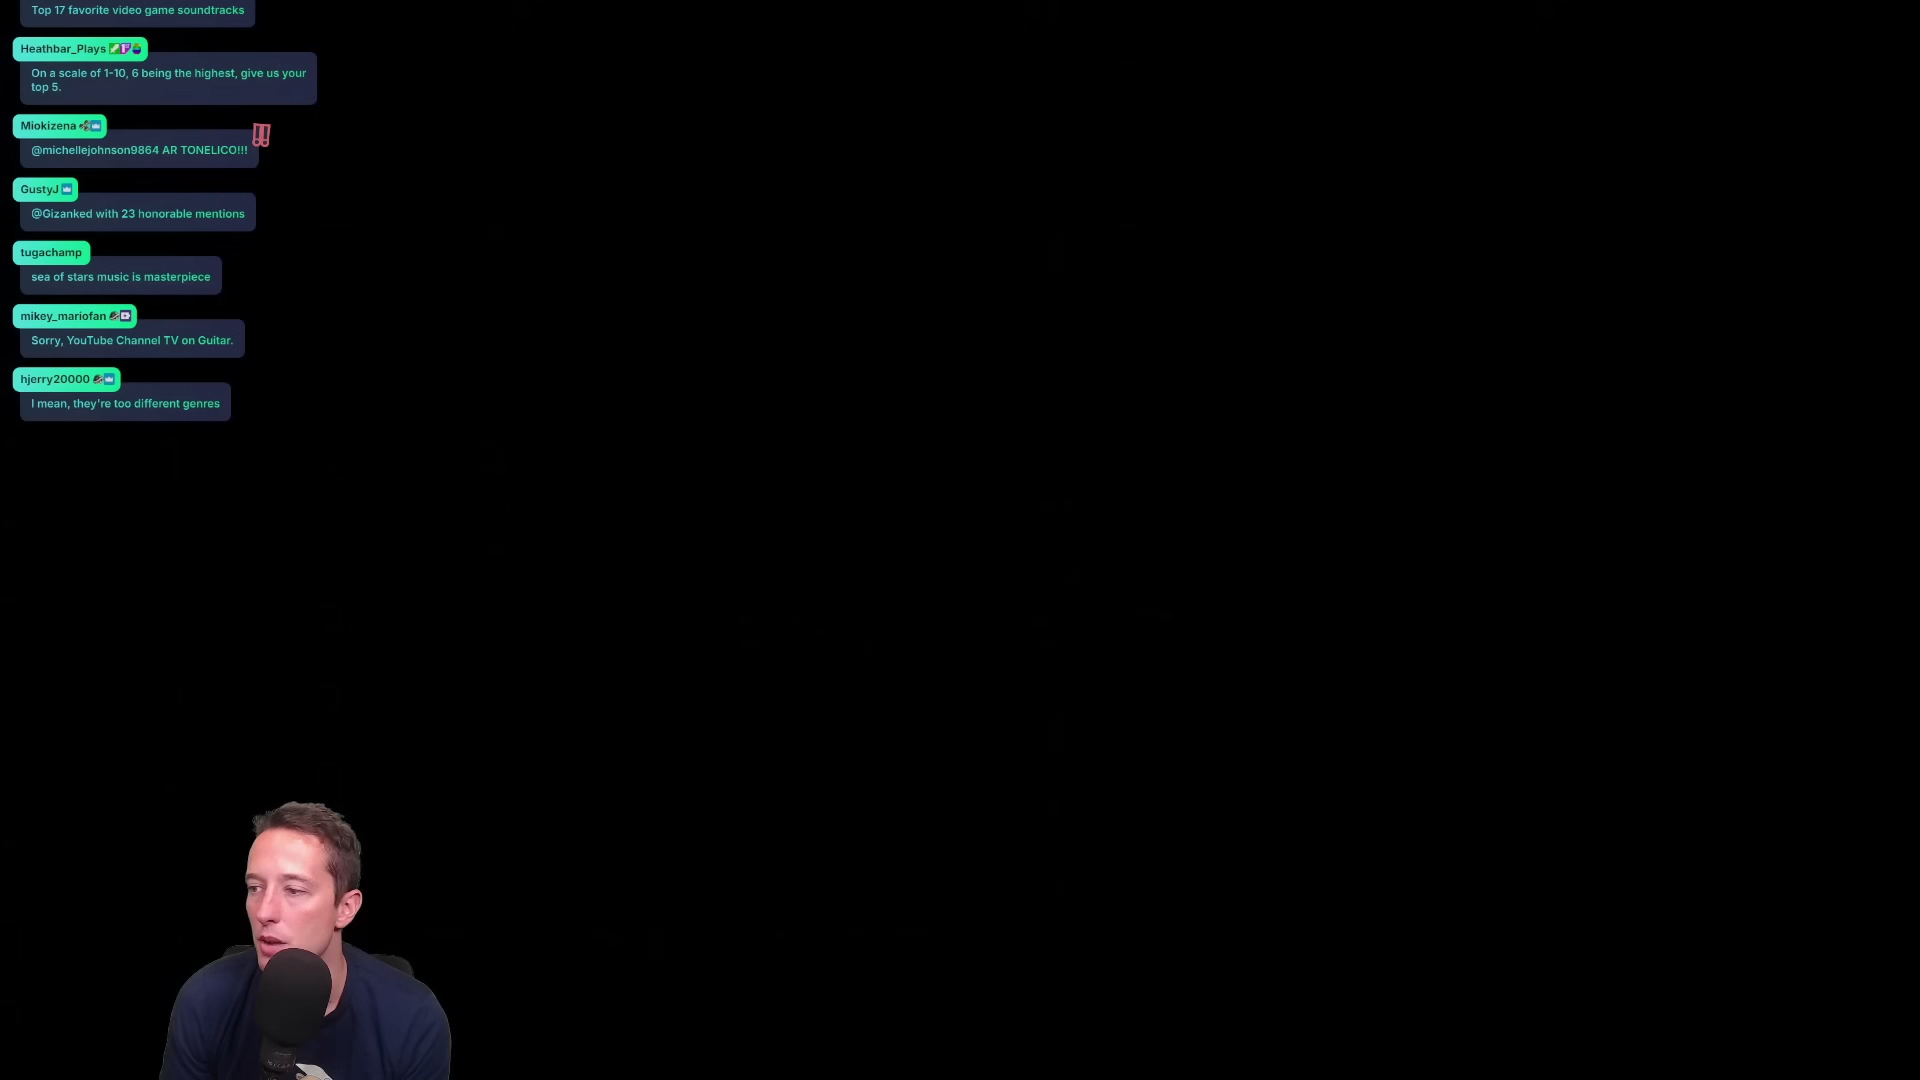 Top 17 favorite video game soundtracks
Heathbar_Plays
On a scale of 1-10, 6 being the highest, give us your
top 5.
Miokizena
@michellejohnson9864 AR TONELICO!!!
GustyJ
@Gizanked with 23 honorable mentions
tugachamp
sea of stars music is masterpiece
mikey_mariofan
Sorry, YouTube Channel TV on Guitar.
hjerry20000
I mean, they're too different genres